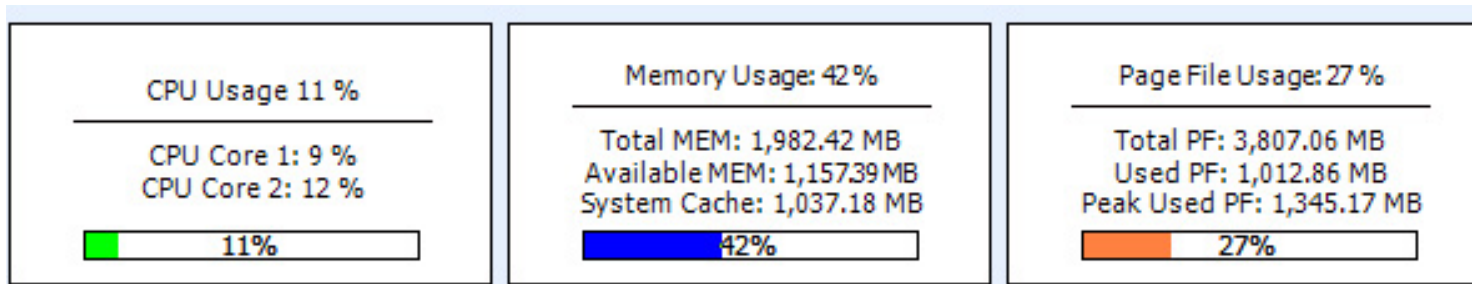 CPU Usage 11 %
CPU Core 1: 9 %
CPU Core 2: 12 %
11%
Memory Usage: 42%
Total MEM: 1,982.42 MB
Available MEM: 1,157.39 MB
System Cache: 1,037.18 MB
42%
Page File Usage: 27 %
Total PF: 3,807.06 MB
Used PF: 1,012.86 MB
Peak Used PF: 1,345.17 MB
27%